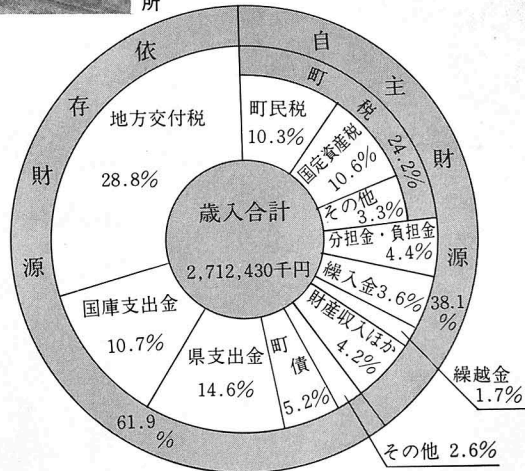 所
自主財源
38.1%
町税
24.2%
町民税
10.3%
国定資産税
10.6%
その他
3.3%
分担金・負担金
4.4%
繰入金3.6%
財産収入ほか
4.2%
繰越金
1.7%
依存財源
61.9%
地方交付税
28.8%
国庫支出金
10.7%
県支出金
14.6%
町債
5.2%
その他 2.6%
歳入合計
2,712,430千円